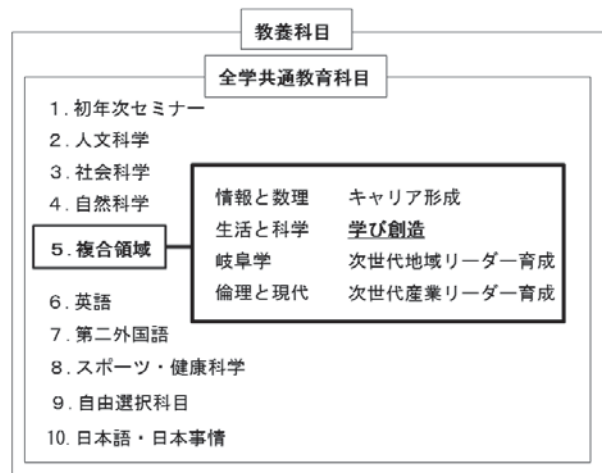 教養科目
全学共通教育科目
1.初年次セミナー
2.人文科学
3.社会科学
4.自然科学
5.複合領域
情報と数理 キャリア形成
生活と科学 学び創造
岐阜学 次世代地域リーダー育成
倫理と現代 次世代産業リーダー育成
6.英語
7.第二外国語
8.スポーツ・健康科学
9.自由選択科目
10.日本語・日本事情